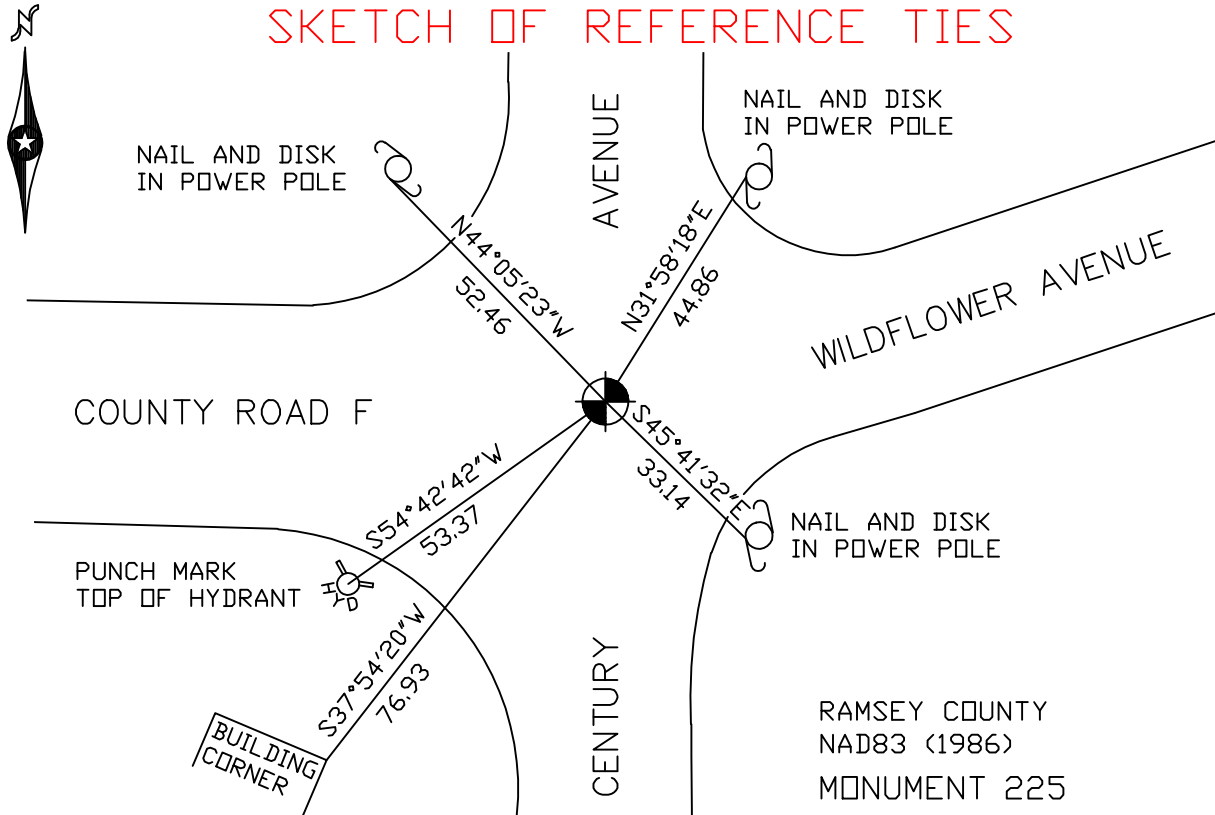 N
SKETCH OF REFERENCE TIES
NAIL AND DISK
IN POWER POLE
AVENUE
NAIL AND DISK
IN POWER POLE
N44°05'23"W
52.46
N31°58'18"E
44.86
WILDFLOWER AVENUE
COUNTY ROAD F
S45°41'32"E
33.14
NAIL AND DISK
IN POWER POLE
S54°42'42"W
53.37
PUNCH MARK
TOP OF HYDRANT
HYD
S37°54'20"W
76.93
BUILDING
CORNER
CENTURY
RAMSEY COUNTY
NAD83 (1986)
MONUMENT 225